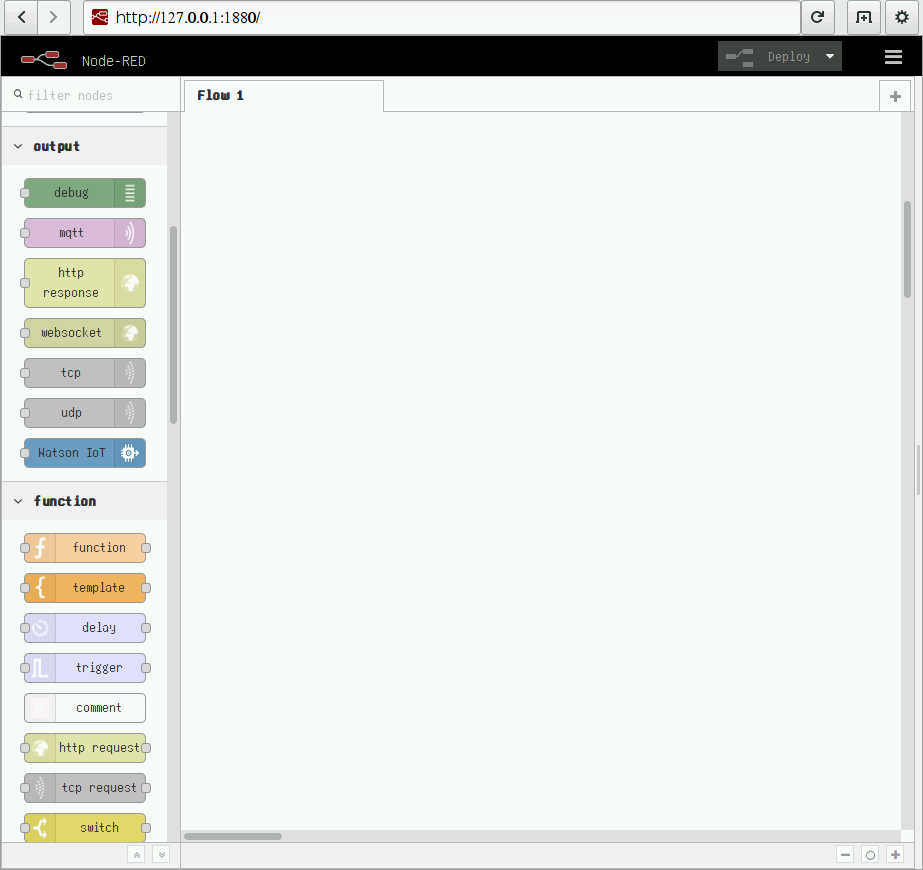 http://127.0.0.1:1880/
Node-RED
Deploy
filter nodes
Flow 1
output
debug
mqtt
http
response
websocket
tcp
udp
Watson IoT
function
function
template
delay
trigger
comment
http request
tcp request
switch